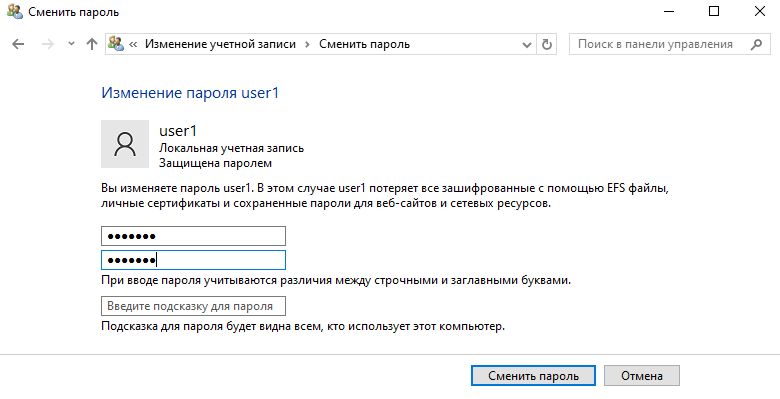 Сменить пароль
« Изменение учетной записи > Сменить пароль
Поиск в панели управления
Изменение пароля user1
user1
Локальная учетная запись
Защищена паролем
Вы изменяете пароль user1. В этом случае user1 потеряет все зашифрованные с помощью EFS файлы,
личные сертификаты и сохраненные пароли для веб-сайтов и сетевых ресурсов.
●●●●●●●
●●●●●●●
При вводе пароля учитываются различия между строчными и заглавными буквами.
Введите подсказку для пароля
Подсказка для пароля будет видна всем, кто использует этот компьютер.
Сменить пароль
Отмена